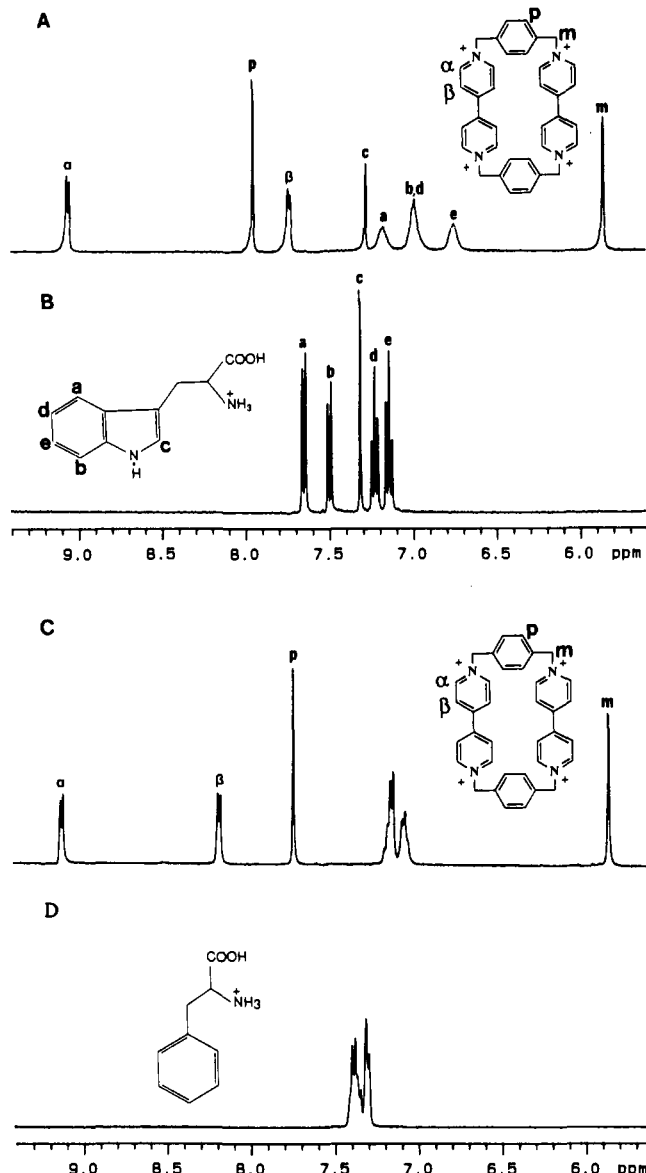 A
p
m
+
+
N
N
α
β
N
N
+
+
p
m
α
β
c
a
b,d
e
B
c
COOH
+
NH3
a
d
e
b
N
H
c
a
b
d
e
9.0 8.5 8.0 7.5 7.0 6.5 6.0 ppm
C
p
m
+
+
N
N
α
β
N
N
+
+
p
m
α
β
D
COOH
+
NH3
9.0 8.5 8.0 7.5 7.0 6.5 6.0 ppm